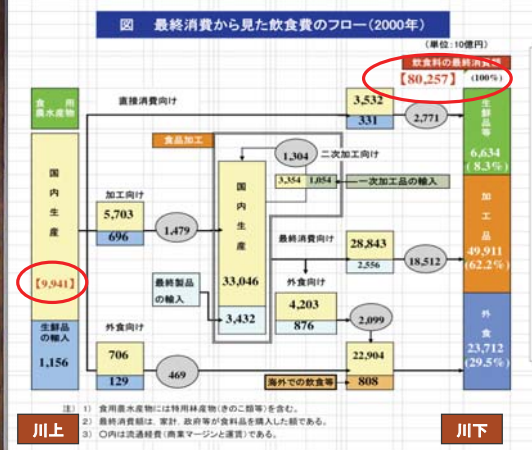 図 最終消費から見た飲食費のフロー(2000年)
(単位:10億円)
飲食料の最終消費額
【80,257】 (100%)
食用
農水産物
国内生産
【9,941】
生鮮品
の輸入
1,156
直接消費向け
3,532
331
2,771
食品加工
1,304
二次加工向け
3,354 1,054
一次加工品の輸入
加工向け
5,703
696
1,479
国内生産
33,046
3,432
最終製品
の輸入
最終消費向け
28,843
2,556
18,512
外食向け
4,203
876
2,099
外食向け
706
129
469
22,904
808
海外での飲食等
生鮮品等
6,634
(8.3%)
加工品
49,911
(62.2%)
外食
23,712
(29.5%)
注) 1) 食用農水産物には特用林産物(きのこ類等)を含む。
2) 最終消費額は、家計、政府等が食料品を購入した額である。
3) ○内は流通経費(商業マージンと運賃)である。
川上
川下